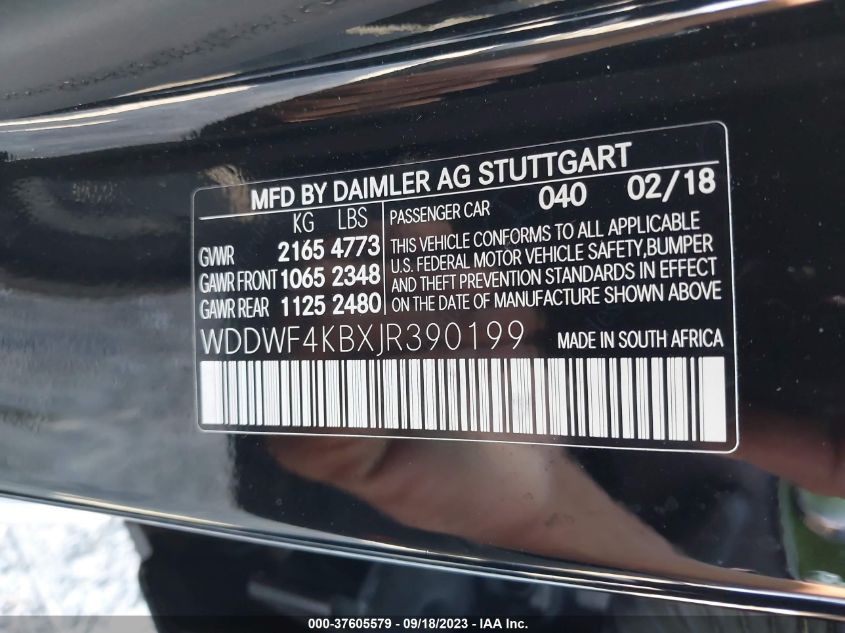 MFD BY DAIMLER AG STUTTGART
KG LBS
GVWR 2165 4773
GAWR FRONT 1065 2348
GAWR REAR 1125 2480
PASSENGER CAR 040 02/18
THIS VEHICLE CONFORMS TO ALL APPLICABLE
U.S. FEDERAL MOTOR VEHICLE SAFETY,BUMPER
AND THEFT PREVENTION STANDARDS IN EFFECT
ON THE DATE OF MANUFACTURE SHOWN ABOVE
WDDWF4KBXJR390199 MADE IN SOUTH AFRICA
000-37605579 - 09/18/2023 - IAA Inc.